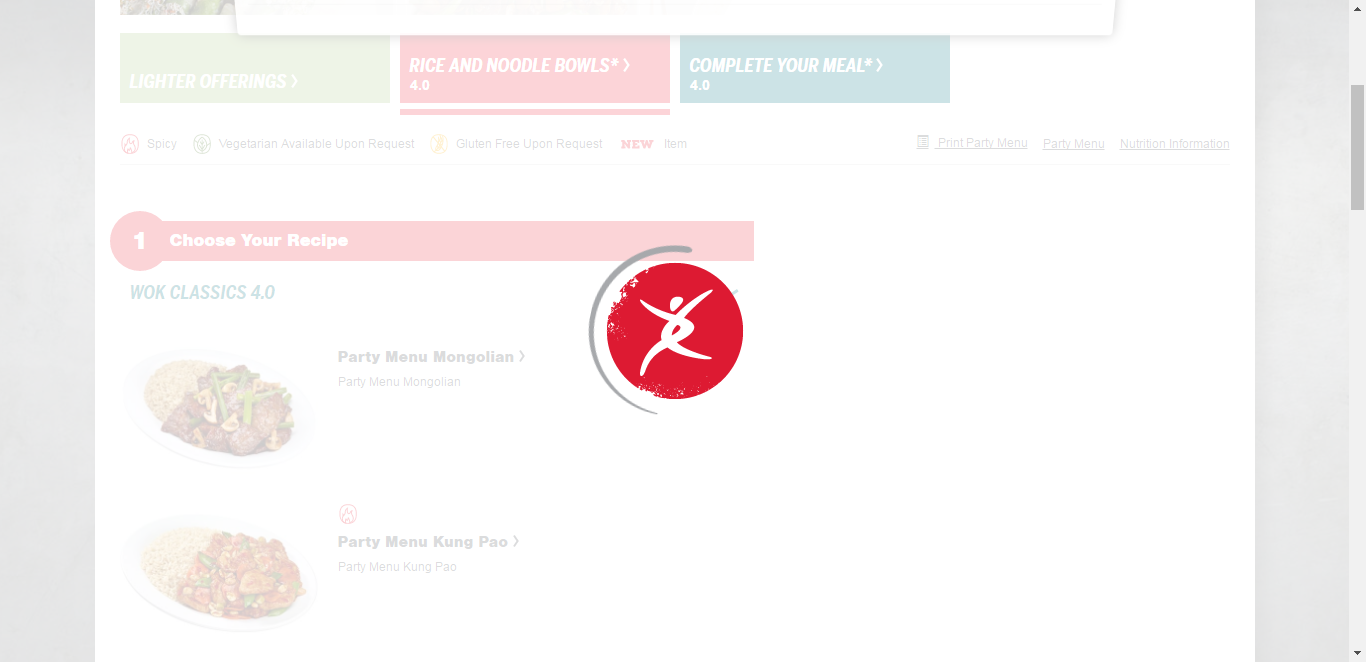 LIGHTER OFFERINGS >
RICE AND NOODLE BOWLS* >
4.0
COMPLETE YOUR MEAL* >
4.0
Spicy
Vegetarian Available Upon Request
Gluten Free Upon Request
NEW Item
Print Party Menu
Party Menu
Nutrition Information
1 Choose Your Recipe
WOK CLASSICS 4.0
Party Menu Mongolian >
Party Menu Mongolian
Party Menu Kung Pao >
Party Menu Kung Pao